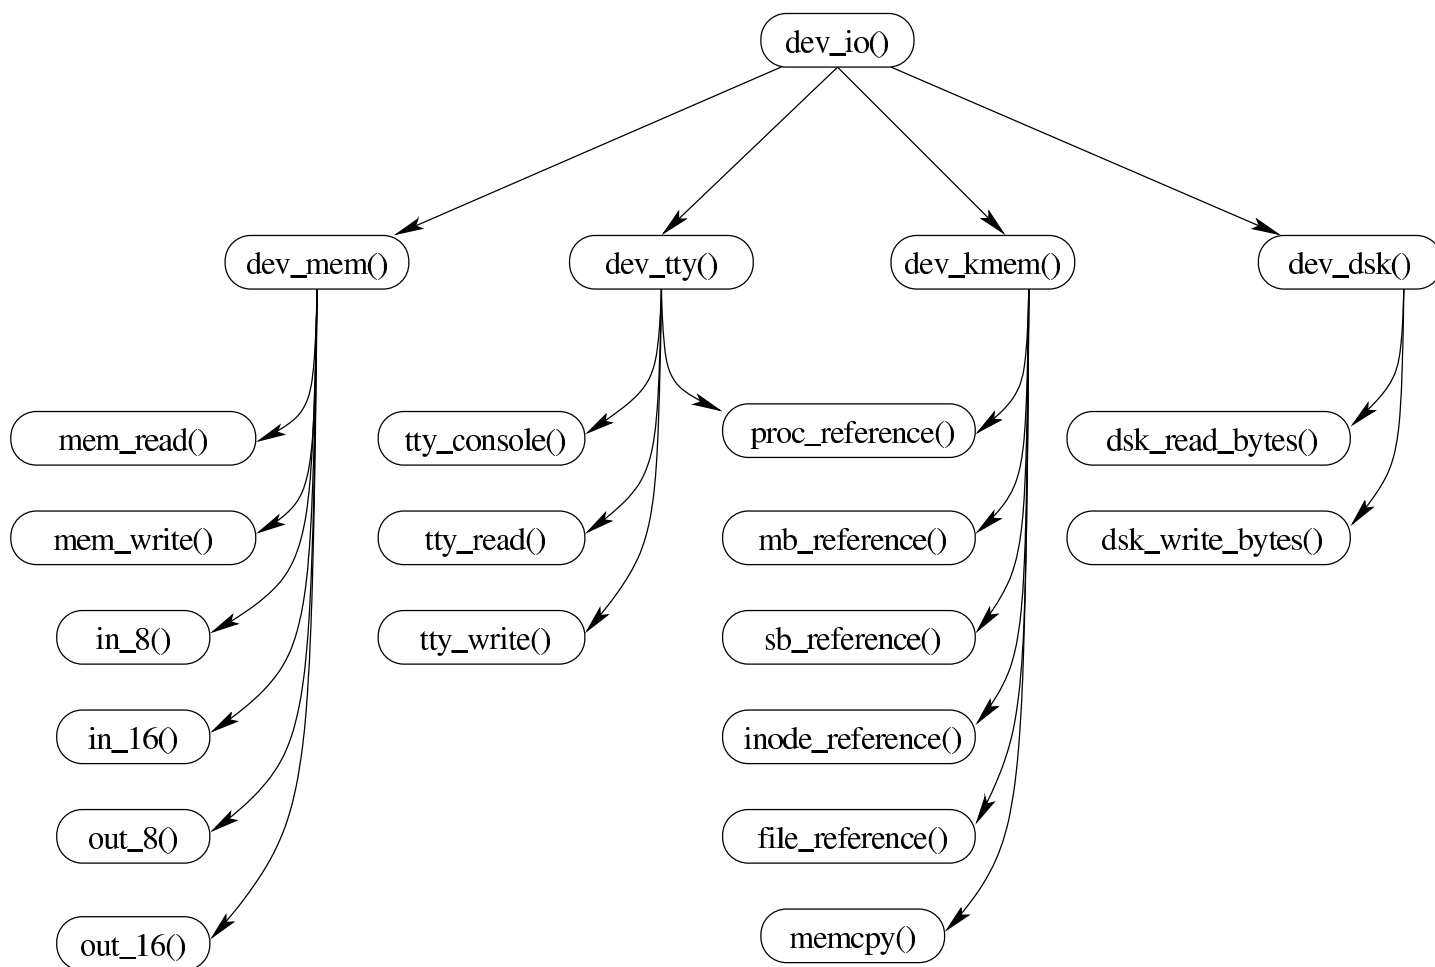 dev_io()
dev_mem()
dev_tty()
dev_kmem()
dev_dsk()
mem_read()
mem_write()
in_8()
in_16()
out_8()
out_16()
tty_console()
tty_read()
tty_write()
proc_reference()
mb_reference()
sb_reference()
inode_reference()
file_reference()
memcpy()
dsk_read_bytes()
dsk_write_bytes()